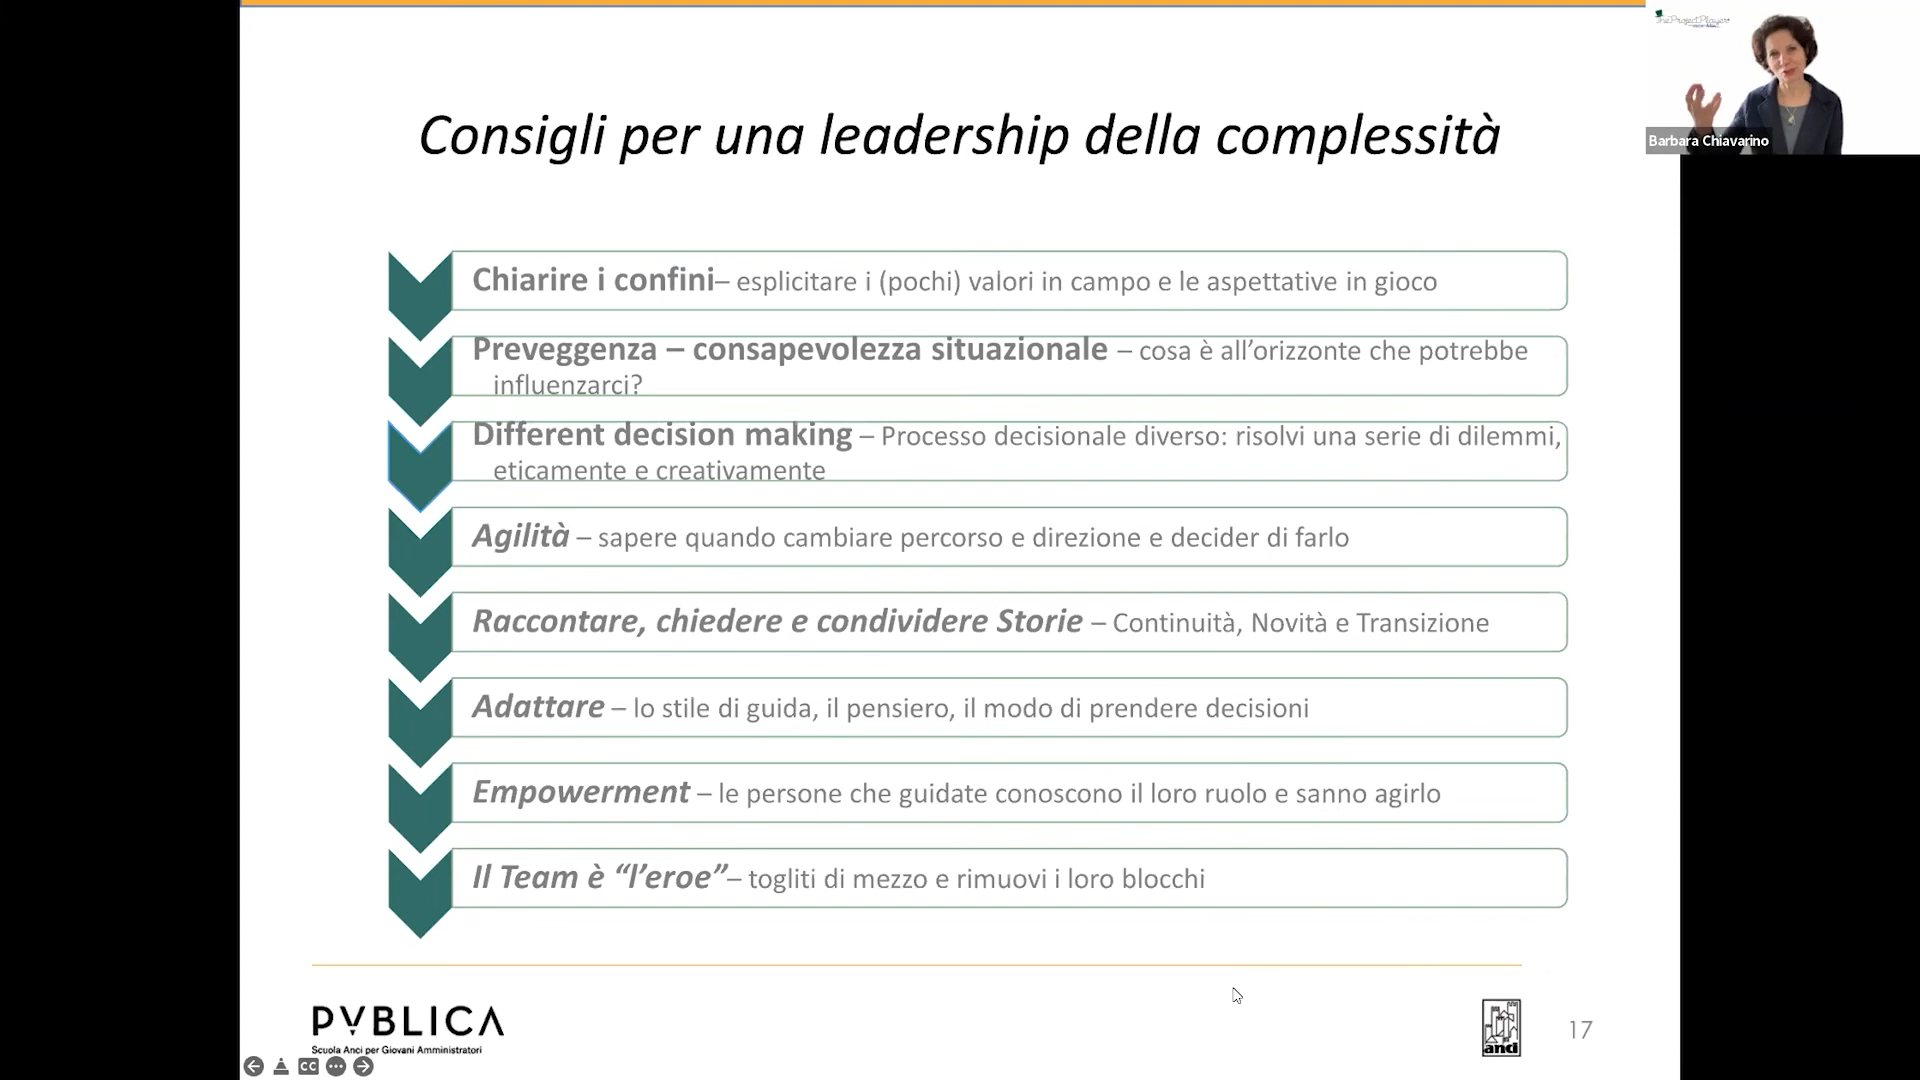 TheProjectPlayer
Barbara Chiavarino
Consigli per una leadership della complessità
Chiarire i confini– esplicitare i (pochi) valori in campo e le aspettative in gioco
Preveggenza – consapevolezza situazionale – cosa è all’orizzonte che potrebbe
influenzarci?
Different decision making – Processo decisionale diverso: risolvi una serie di dilemmi,
eticamente e creativamente
Agilità – sapere quando cambiare percorso e direzione e decider di farlo
Raccontare, chiedere e condividere Storie – Continuità, Novità e Transizione
Adattare – lo stile di guida, il pensiero, il modo di prendere decisioni
Empowerment – le persone che guidate conoscono il loro ruolo e sanno agirlo
Il Team è “l’eroe”– togliti di mezzo e rimuovi i loro blocchi
PVBLICA
Scuola Anci per Giovani Amministratori
anci
17
CC